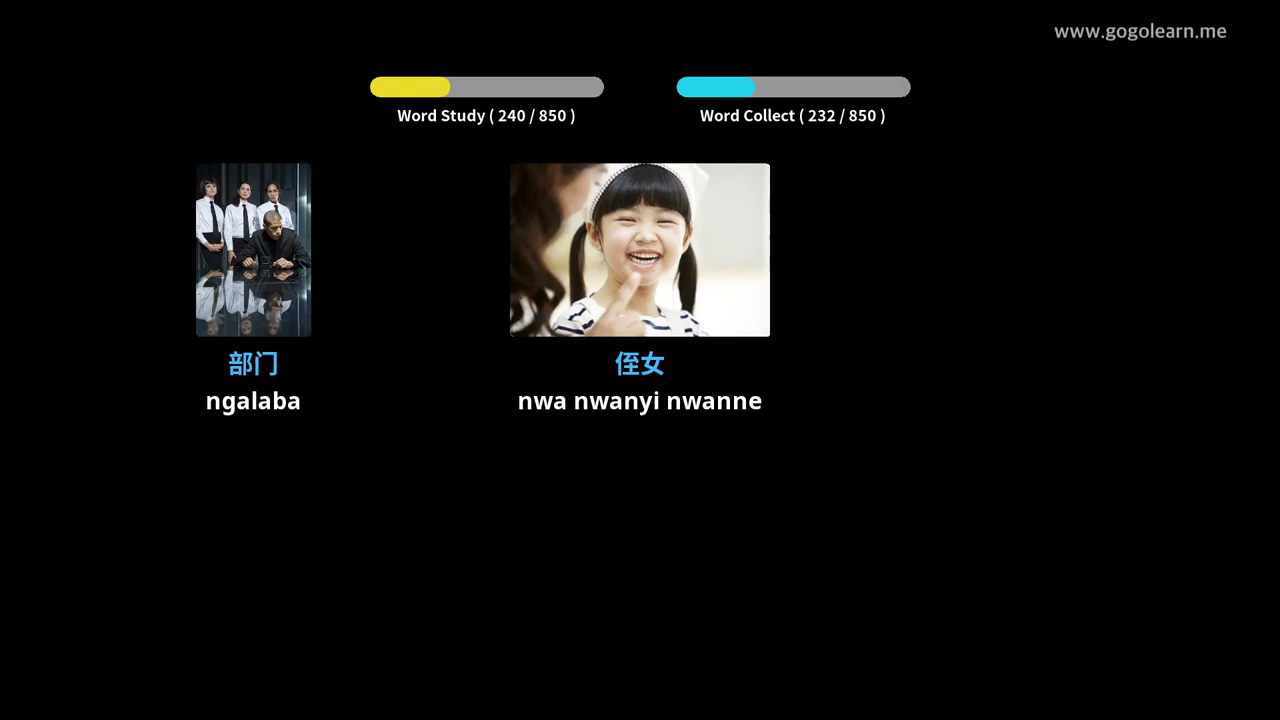 www.gogolearn.me
Word Study ( 240 / 850 )
Word Collect ( 232 / 850 )
部门
ngalaba
侄女
nwa nwanyi nwanne